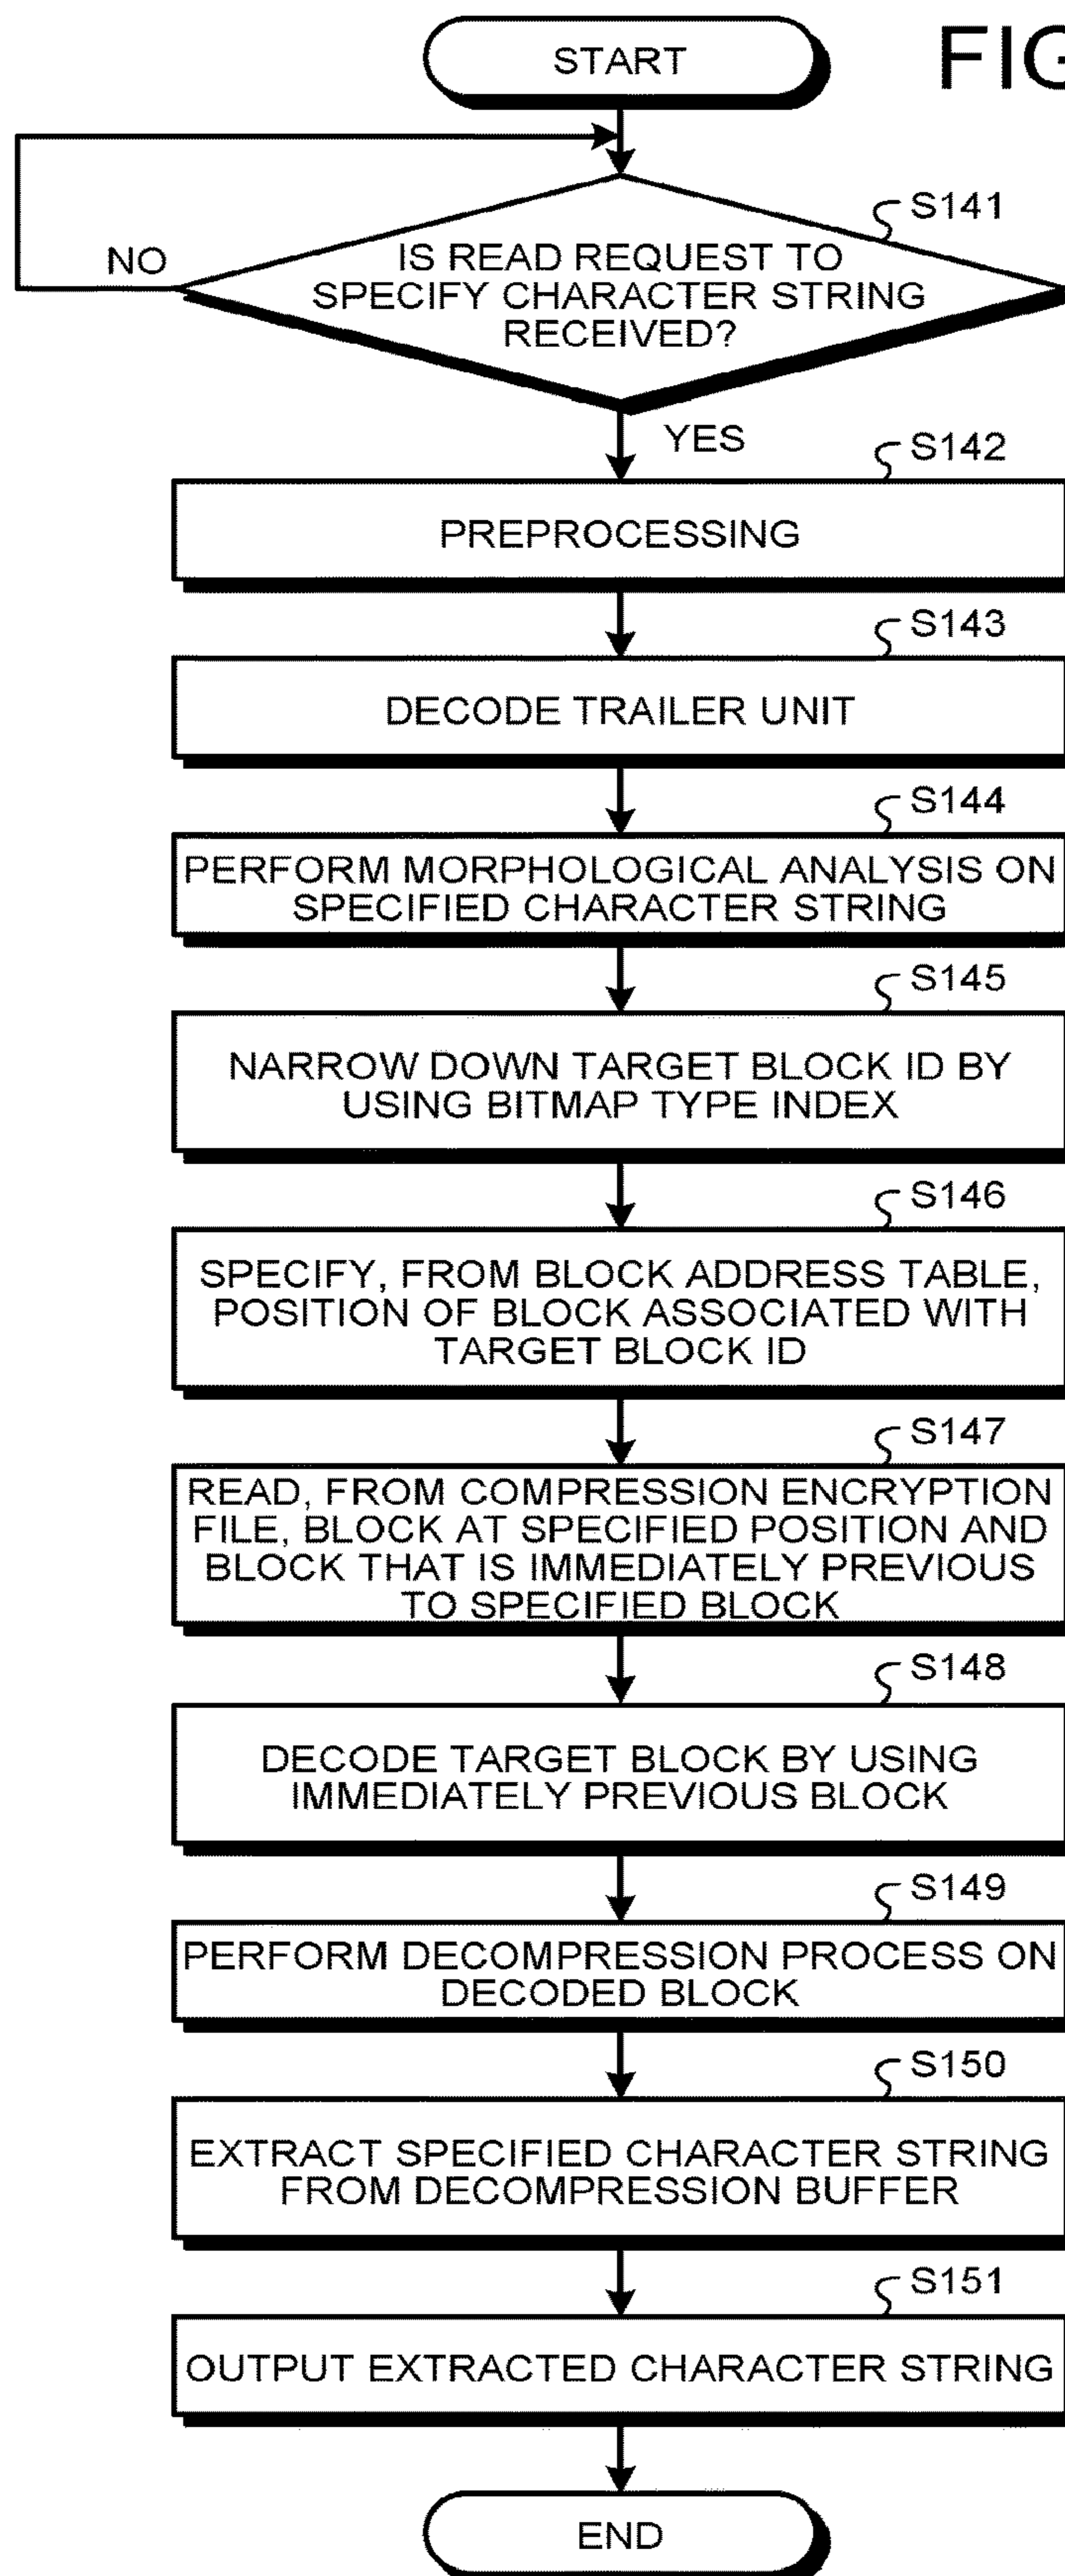 FIG
START
S141
NO
IS READ REQUEST TO
SPECIFY CHARACTER STRING
RECEIVED?
YES
S142
PREPROCESSING
S143
DECODE TRAILER UNIT
S144
PERFORM MORPHOLOGICAL ANALYSIS ON
SPECIFIED CHARACTER STRING
S145
NARROW DOWN TARGET BLOCK ID BY
USING BITMAP TYPE INDEX
S146
SPECIFY, FROM BLOCK ADDRESS TABLE,
POSITION OF BLOCK ASSOCIATED WITH
TARGET BLOCK ID
S147
READ, FROM COMPRESSION ENCRYPTION
FILE, BLOCK AT SPECIFIED POSITION AND
BLOCK THAT IS IMMEDIATELY PREVIOUS
TO SPECIFIED BLOCK
S148
DECODE TARGET BLOCK BY USING
IMMEDIATELY PREVIOUS BLOCK
S149
PERFORM DECOMPRESSION PROCESS ON
DECODED BLOCK
S150
EXTRACT SPECIFIED CHARACTER STRING
FROM DECOMPRESSION BUFFER
S151
OUTPUT EXTRACTED CHARACTER STRING
END